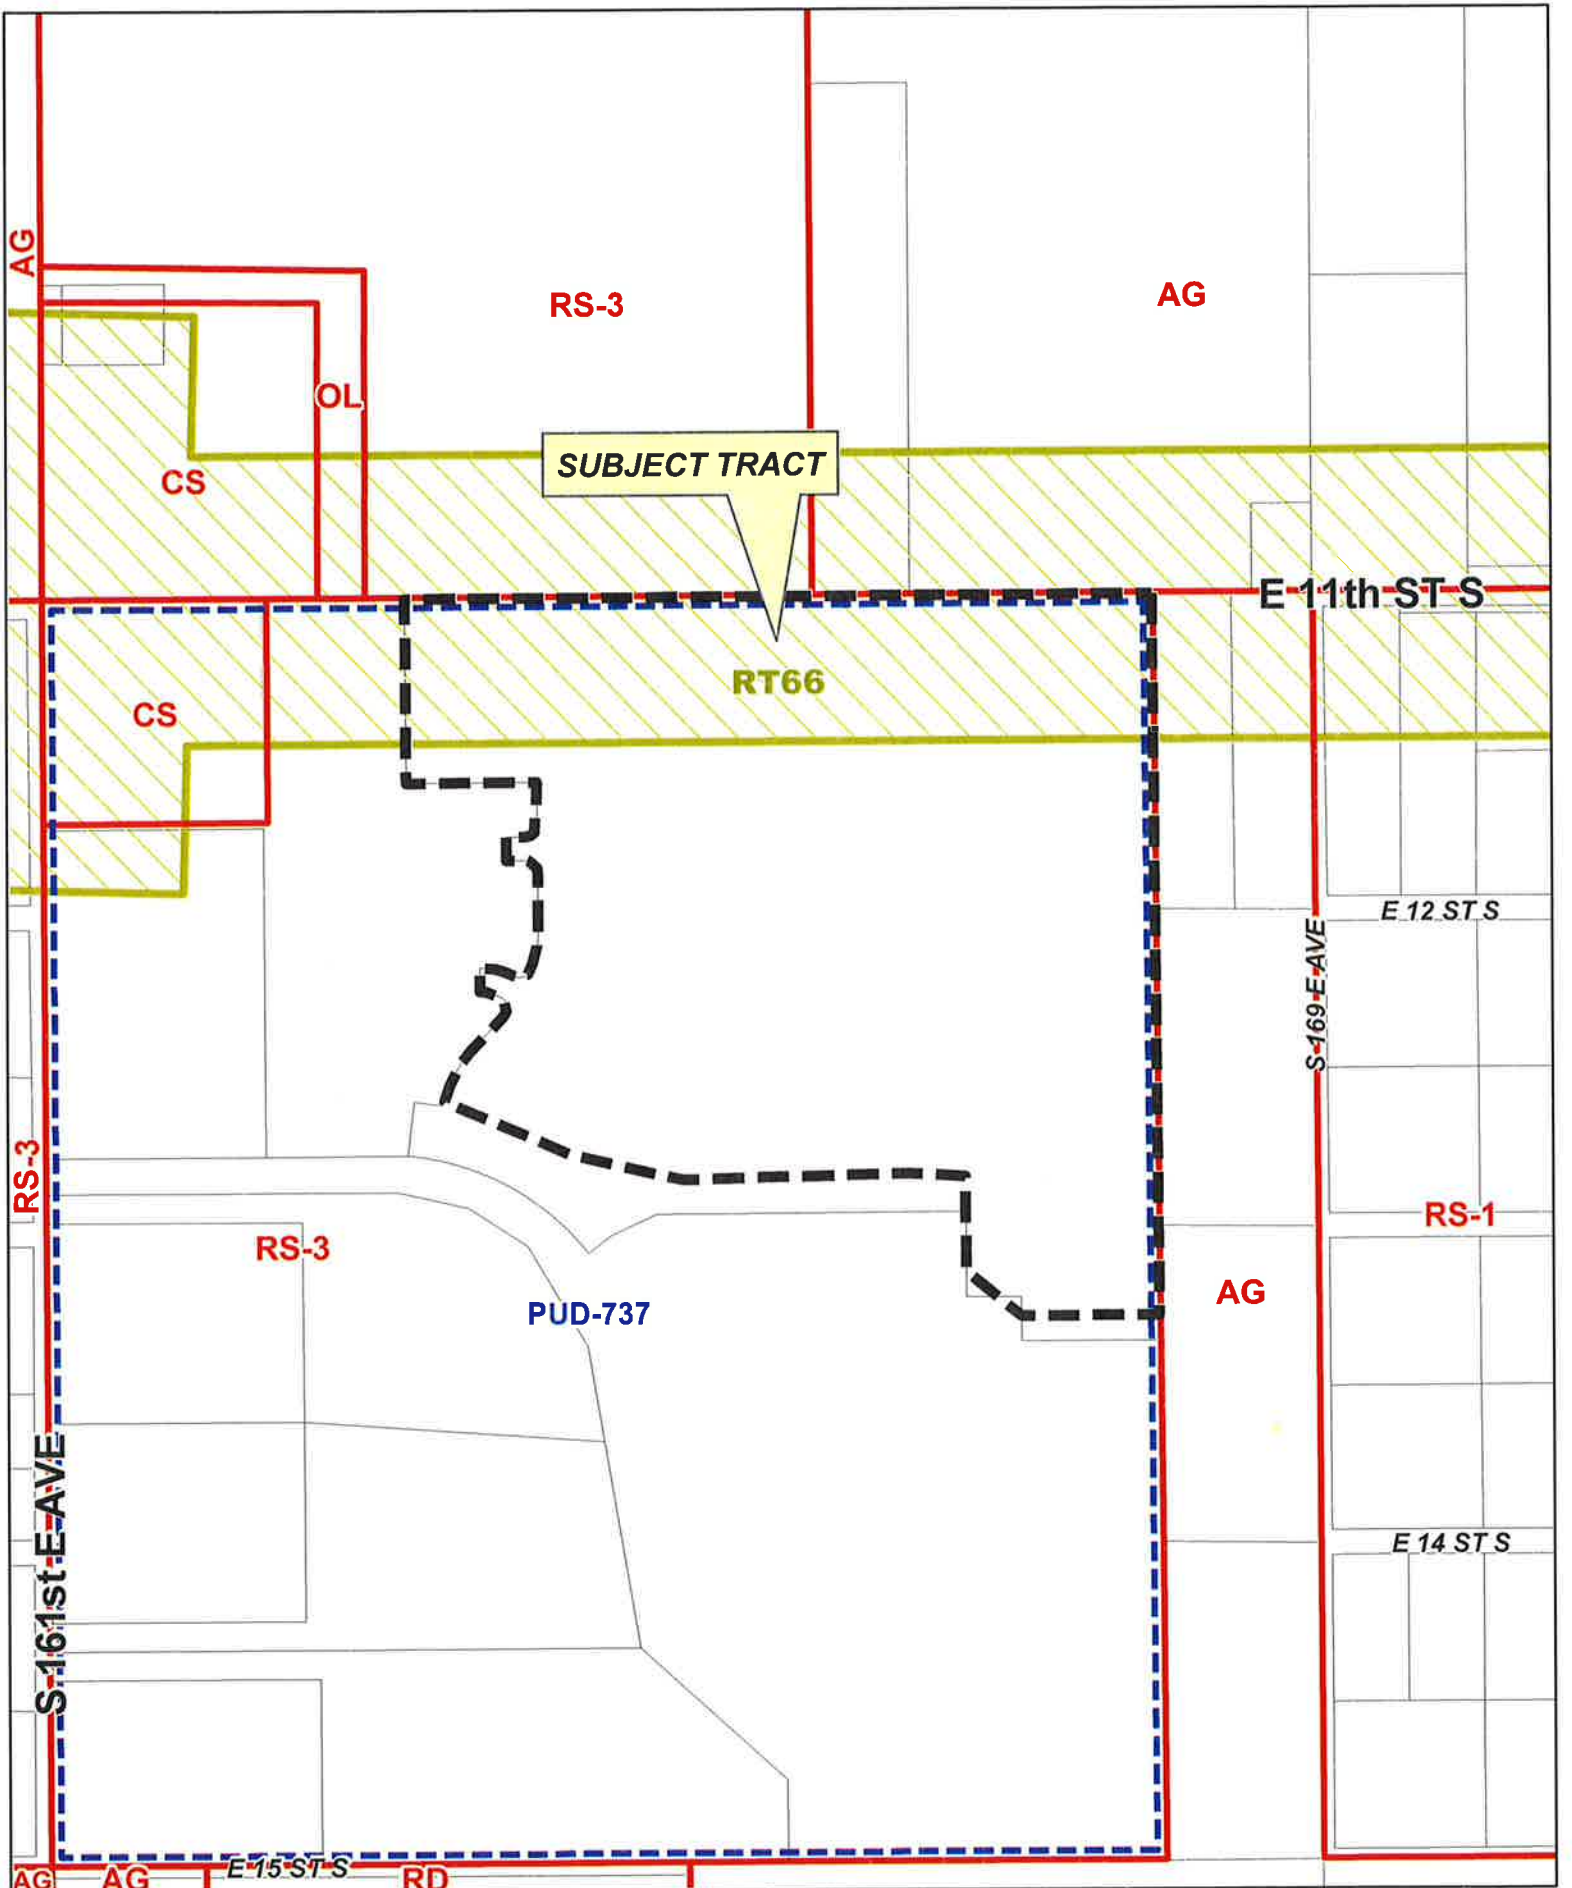 AG
RS-3
AG
OL
SUBJECT TRACT
CS
E 11th ST S
RT66
CS
E 12 ST S
S 169 E AVE
RS-3
RS-1
RS-3
AG
PUD-737
S 161st E AVE
E 14 ST S
E 15 ST S
AG
AG
RD